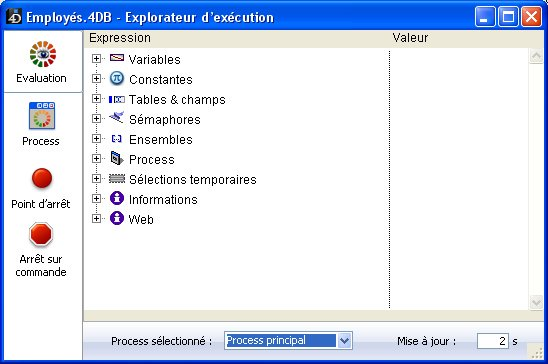 Employés.4DB - Explorateur d'exécution
Expression Valeur
Evaluation
Process
Point d'arrêt
Arrêt sur
commande
Variables
Constantes
Tables & champs
Sémaphores
Ensembles
Process
Sélections temporaires
Informations
Web
Process sélectionné : Process principal Mise à jour : 2 s